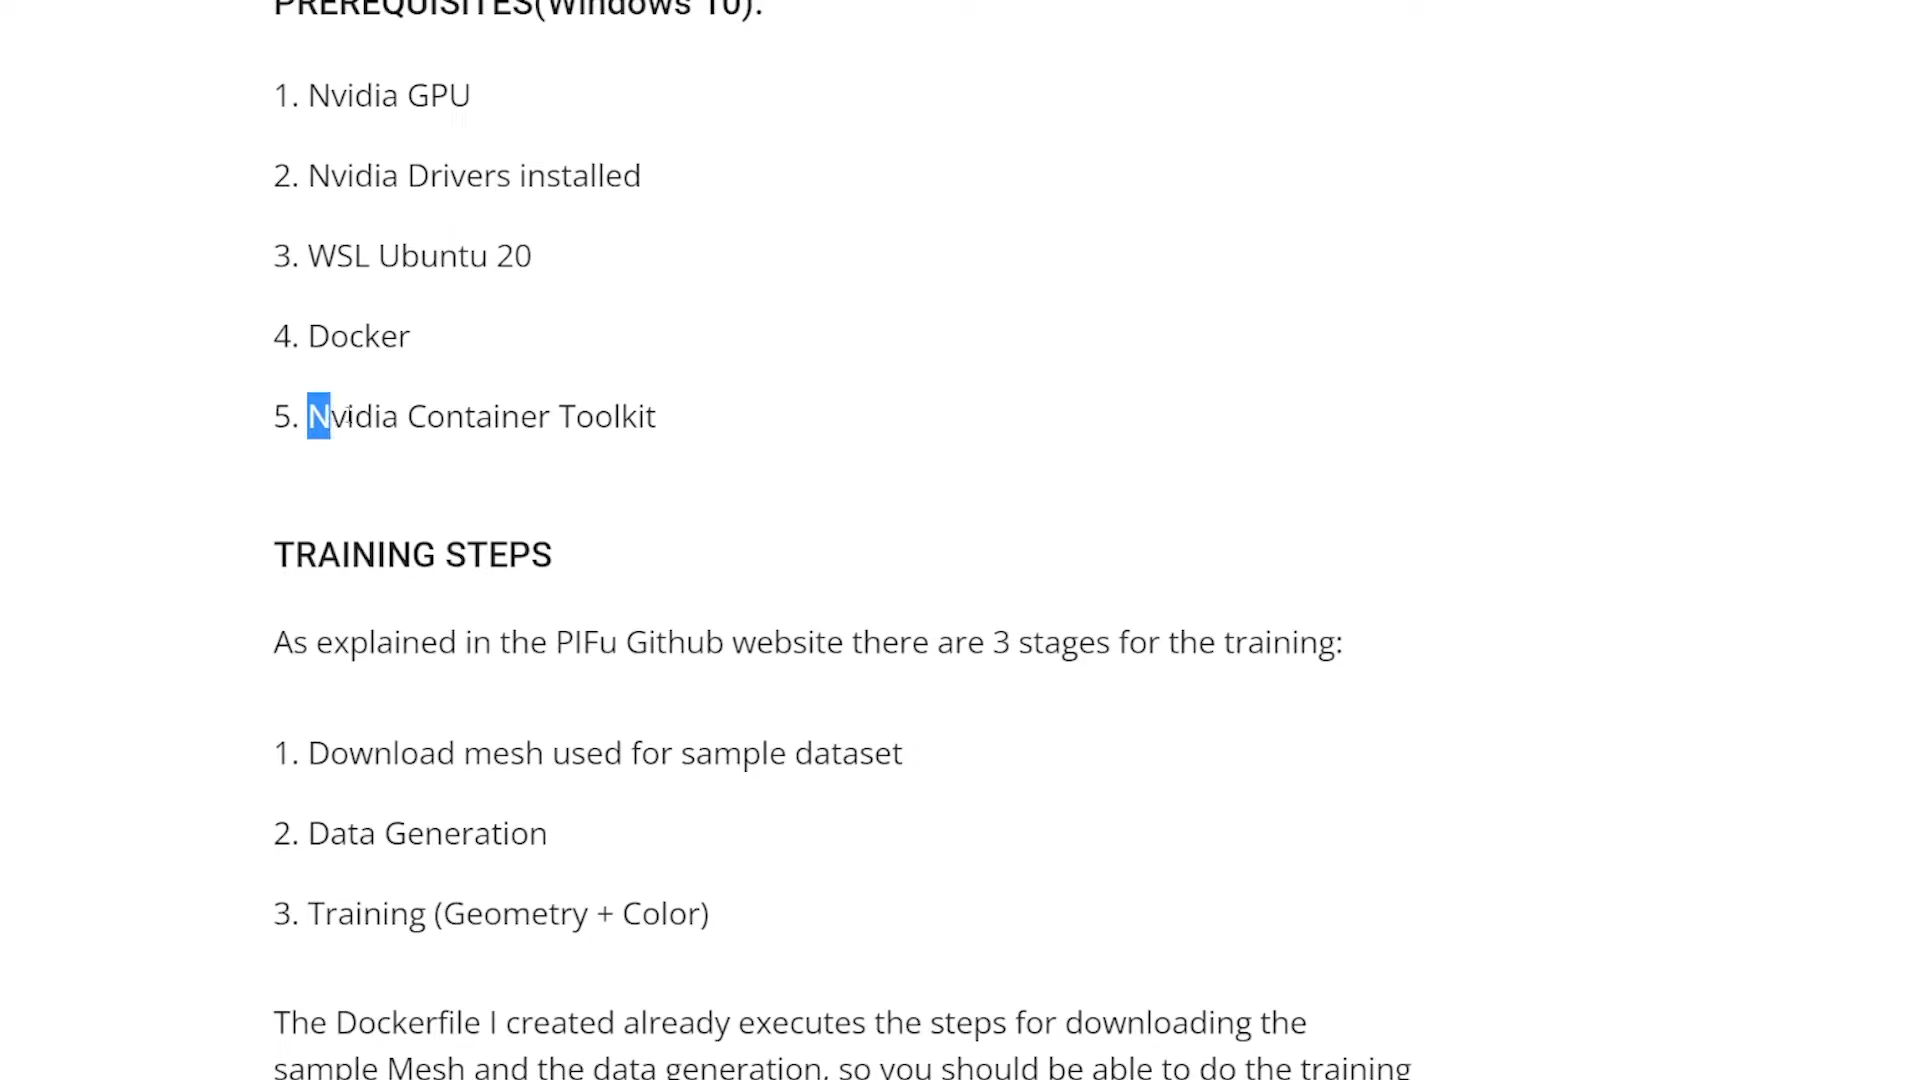 PREREQUISITES(Windows 10):
1. Nvidia GPU
2. Nvidia Drivers installed
3. WSL Ubuntu 20
4. Docker
5. Nvidia Container Toolkit
TRAINING STEPS
As explained in the PIFu Github website there are 3 stages for the training:
1. Download mesh used for sample dataset
2. Data Generation
3. Training (Geometry + Color)
The Dockerfile I created already executes the steps for downloading the
sample Mesh and the data generation, so you should be able to do the training